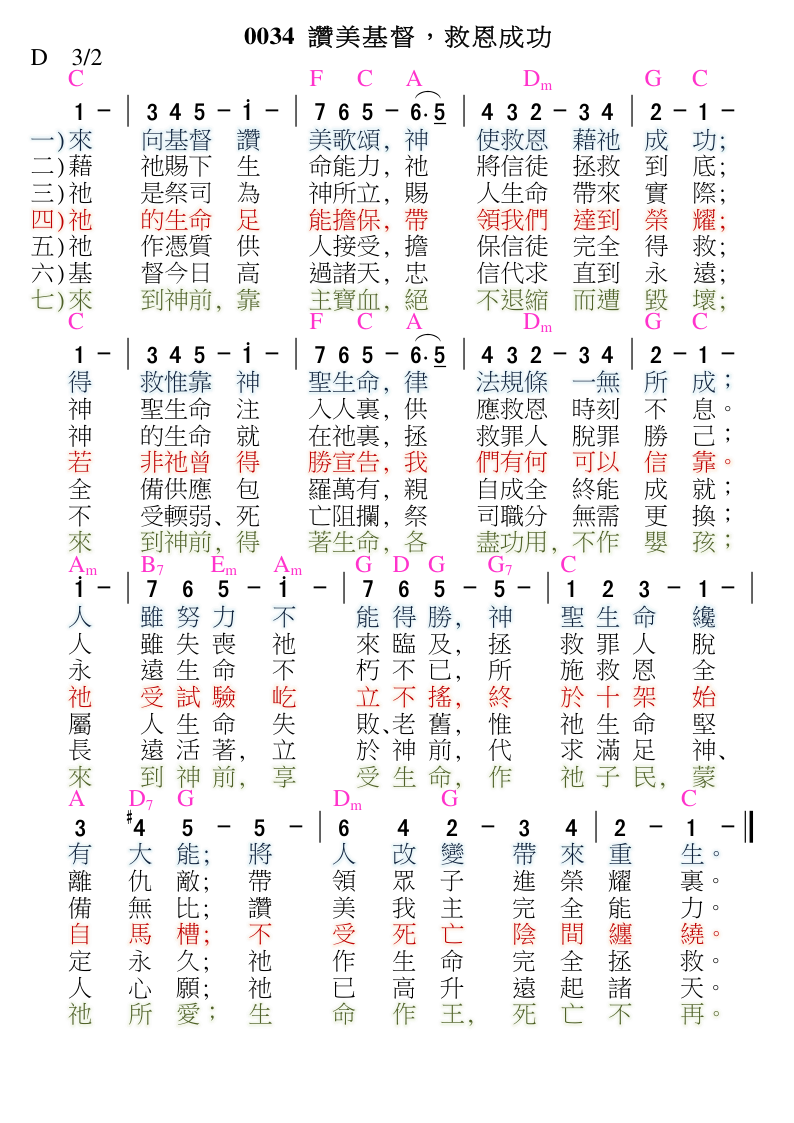 0034 讚美基督，救恩成功
D 3/2
C F C A Dm G C
1 - | 3 4 5 - i - | 7 6 5 - 6· 5 | 4 3 2 - 3 4 | 2 - 1 -
一)來 向基督 讚 美歌頌, 神 使救恩 藉祂 成 功;
二)藉 祂賜下 生 命能力, 祂 將信徒 拯救 到 底;
三)祂 是祭司 為 神所立, 賜 人生命 帶來 實 際;
四)祂 的生命 足 能擔保, 帶 領我們 達到 榮 耀;
五)祂 作憑質 供 人接受, 擔 保信徒 完全 得 救;
六)基 督今日 高 過諸天, 忠 信代求 直到 永 遠;
七)來 到神前, 靠 主寶血, 絕 不退縮 而遭 毀 壞;
C F C A Dm G C
1 - | 3 4 5 - i - | 7 6 5 - 6· 5 | 4 3 2 - 3 4 | 2 - 1 -
得 救惟靠 神 聖生命, 律 法規條 一無 所 成；
神 聖生命 注 入人裏, 供 應救恩 時刻 不 息。
神 的生命 就 在祂裏, 拯 救罪人 脫罪 勝 己；
若 非祂曾 得 勝宣告, 我 們有何 可以 信 靠。
全 備供應 包 羅萬有, 親 自成全 終能 成 就；
不 受輭弱、死 亡阻攔, 祭 司職分 無需 更 換；
來 到神前, 得 著生命, 各 盡功用, 不作 嬰 孩；
Am B7 Em Am G D G G7 C
i - | 7 6 5 - i - | 7 6 5 - 5 - | 1 2 3 - 1 - |
人 雖 努 力 不 能 得 勝, 神 聖 生 命 纔
人 雖 失 喪 祂 來 臨 及, 拯 救 罪 人 脫
永 遠 生 命 不 朽 不 已, 所 施 救 恩 全
祂 受 試 驗 屹 立 不 搖, 終 於 十 架 始
屬 人 生 命 失 敗、老 舊, 惟 祂 生 命 堅
長 遠 活 著, 立 於 神 前, 代 求 滿 足 神、
來 到 神 前, 享 受 生 命, 作 祂 子 民, 蒙
A D7 G Dm G C
3 #4 5 - 5 - | 6 4 2 - 3 4 | 2 - 1 - ‖
有 大 能; 將 人 改 變 帶 來 重 生。
離 仇 敵; 帶 領 眾 子 進 榮 耀 裏。
備 無 比; 讚 美 我 主 完 全 能 力。
自 馬 槽; 不 受 死 亡 陰 間 纏 繞。
定 永 久; 祂 作 生 命 完 全 拯 救。
人 心 願; 祂 已 高 升 遠 起 諸 天。
祂 所 愛； 生 命 作 王, 死 亡 不 再。